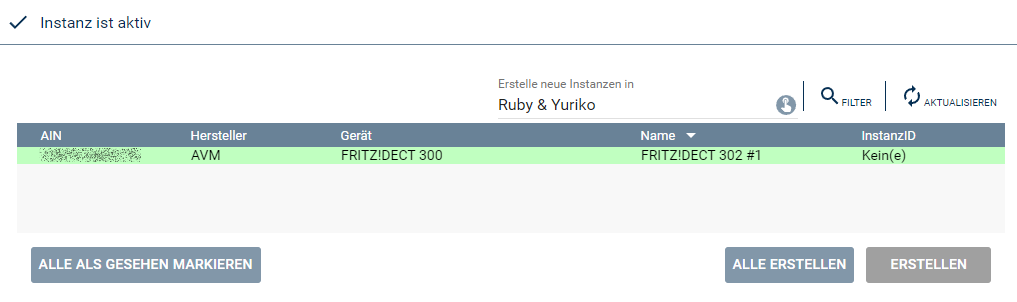 Instanz ist aktiv
Erstelle neue Instanzen in
Ruby & Yuriko
FILTER
AKTUALISIEREN
AIN Hersteller Gerät Name InstanzID
AVM FRITZ!DECT 300 FRITZ!DECT 302 #1 Kein(e)
ALLE ALS GESEHEN MARKIEREN
ALLE ERSTELLEN
ERSTELLEN